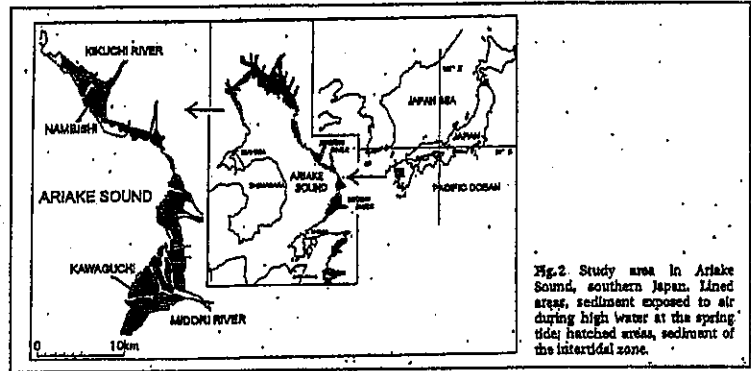 KIKUCHI RIVER
NAMBUSHI
ARIAKE SOUND
KAWAGUCHI
MIDORI RIVER
0 10km
SHIMABARA
ARIAKE
SOUND
JAPAN SEA
JAPAN
PACIFIC OCEAN
Fig.2 Study area in Ariake
Sound, southern Japan. Lined
areas, sediment exposed to air
during high water at the spring
tide; hatched areas, sediment of
the intertidal zone.